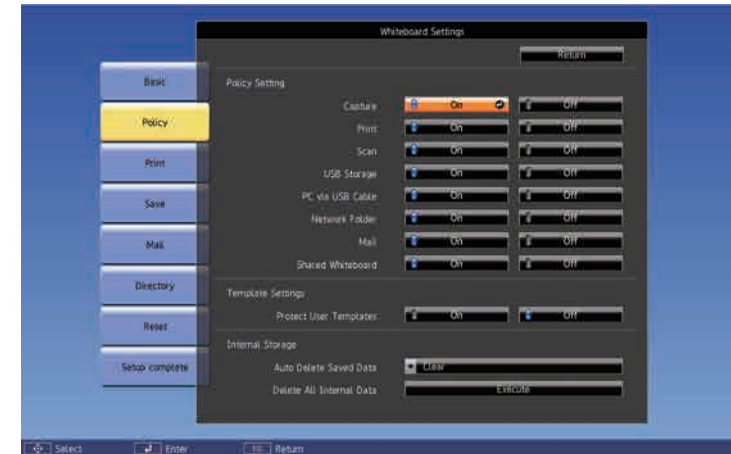 Whiteboard Settings
Return
Basic
Policy
Print
Save
Mail
Directory
Reset
Setup complete
Policy Setting
Capture On Off
Print On Off
Scan On Off
USB Storage On Off
PC via USB Cable On Off
Network Folder On Off
Mail On Off
Shared Whiteboard On Off
Template Settings
Protect User Templates On Off
Internal Storage
Auto Delete Saved Data Clear
Delete All Internal Data Execute
Select Enter Return